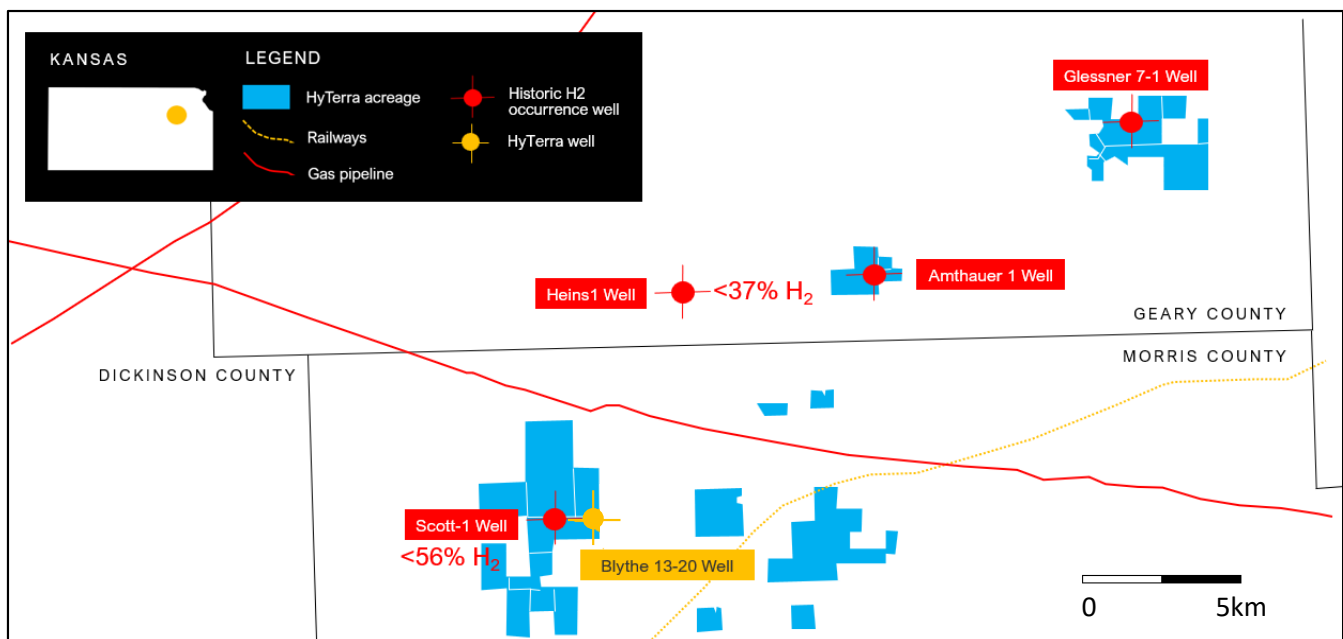 KANSAS
LEGEND
HyTerra acreage
Railways
Gas pipeline
Historic H2
occurrence well
HyTerra well
Glessner 7-1 Well
Heins1 Well
<37% H₂
Amthauer 1 Well
GEARY COUNTY
MORRIS COUNTY
DICKINSON COUNTY
Scott-1 Well
<56% H₂
Blythe 13-20 Well
0
5km